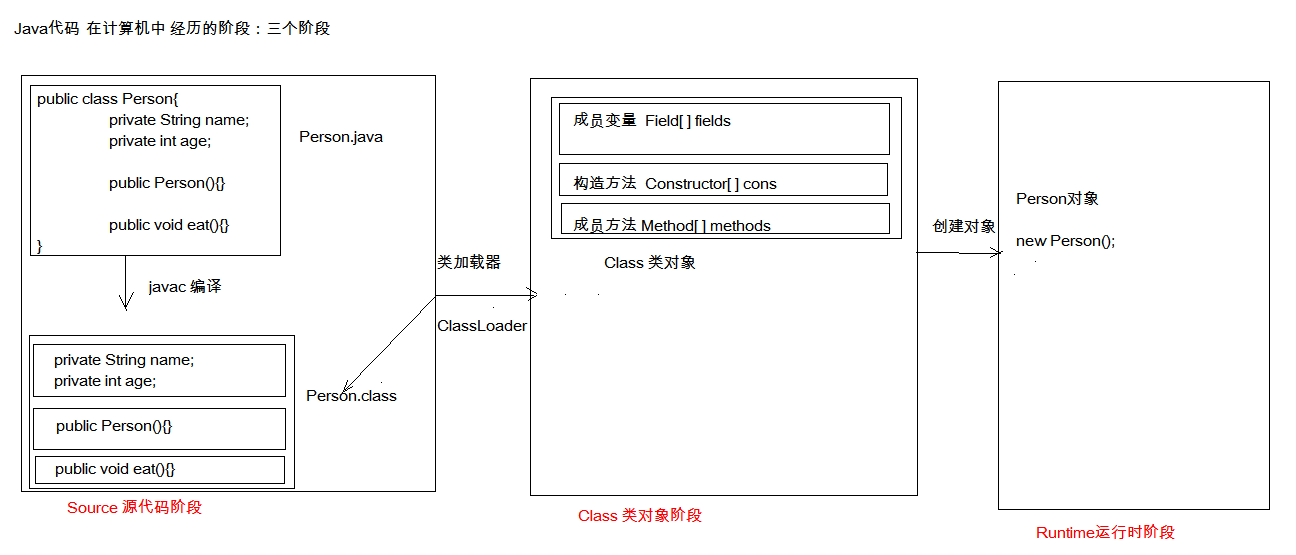 Java代码 在计算机中 经历的阶段：三个阶段
public class Person{
private String name;
private int age;
public Person(){}
public void eat(){}
}
Person.java
javac 编译
private String name;
private int age;
public Person(){}
public void eat(){}
Person.class
Source 源代码阶段
类加载器
ClassLoader
成员变量 Field[ ] fields
构造方法 Constructor[ ] cons
成员方法 Method[ ] methods
Class 类对象
Class 类对象阶段
创建对象
Person对象
new Person();
Runtime运行时阶段